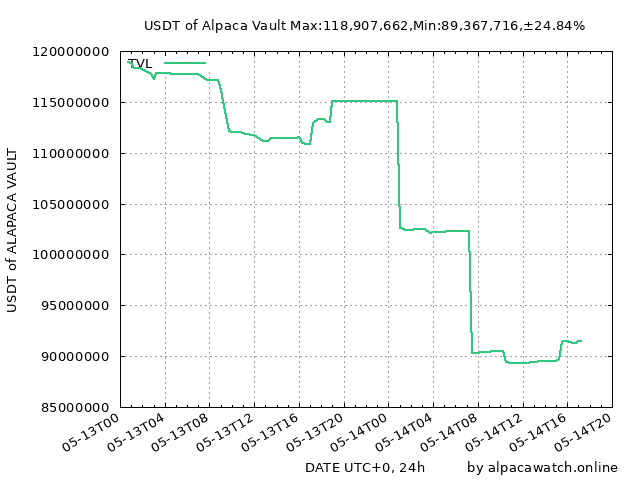 USDT of Alpaca Vault Max:118,907,662,Min:89,367,716,±24.84%
USDT of ALAPACA VAULT
120000000
115000000
110000000
105000000
100000000
95000000
90000000
85000000
TVL
05-13T00
05-13T04
05-13T08
05-13T12
05-13T16
05-13T20
05-14T00
05-14T04
05-14T08
05-14T12
05-14T16
05-14T20
DATE UTC+0, 24h
by alpacawatch.online